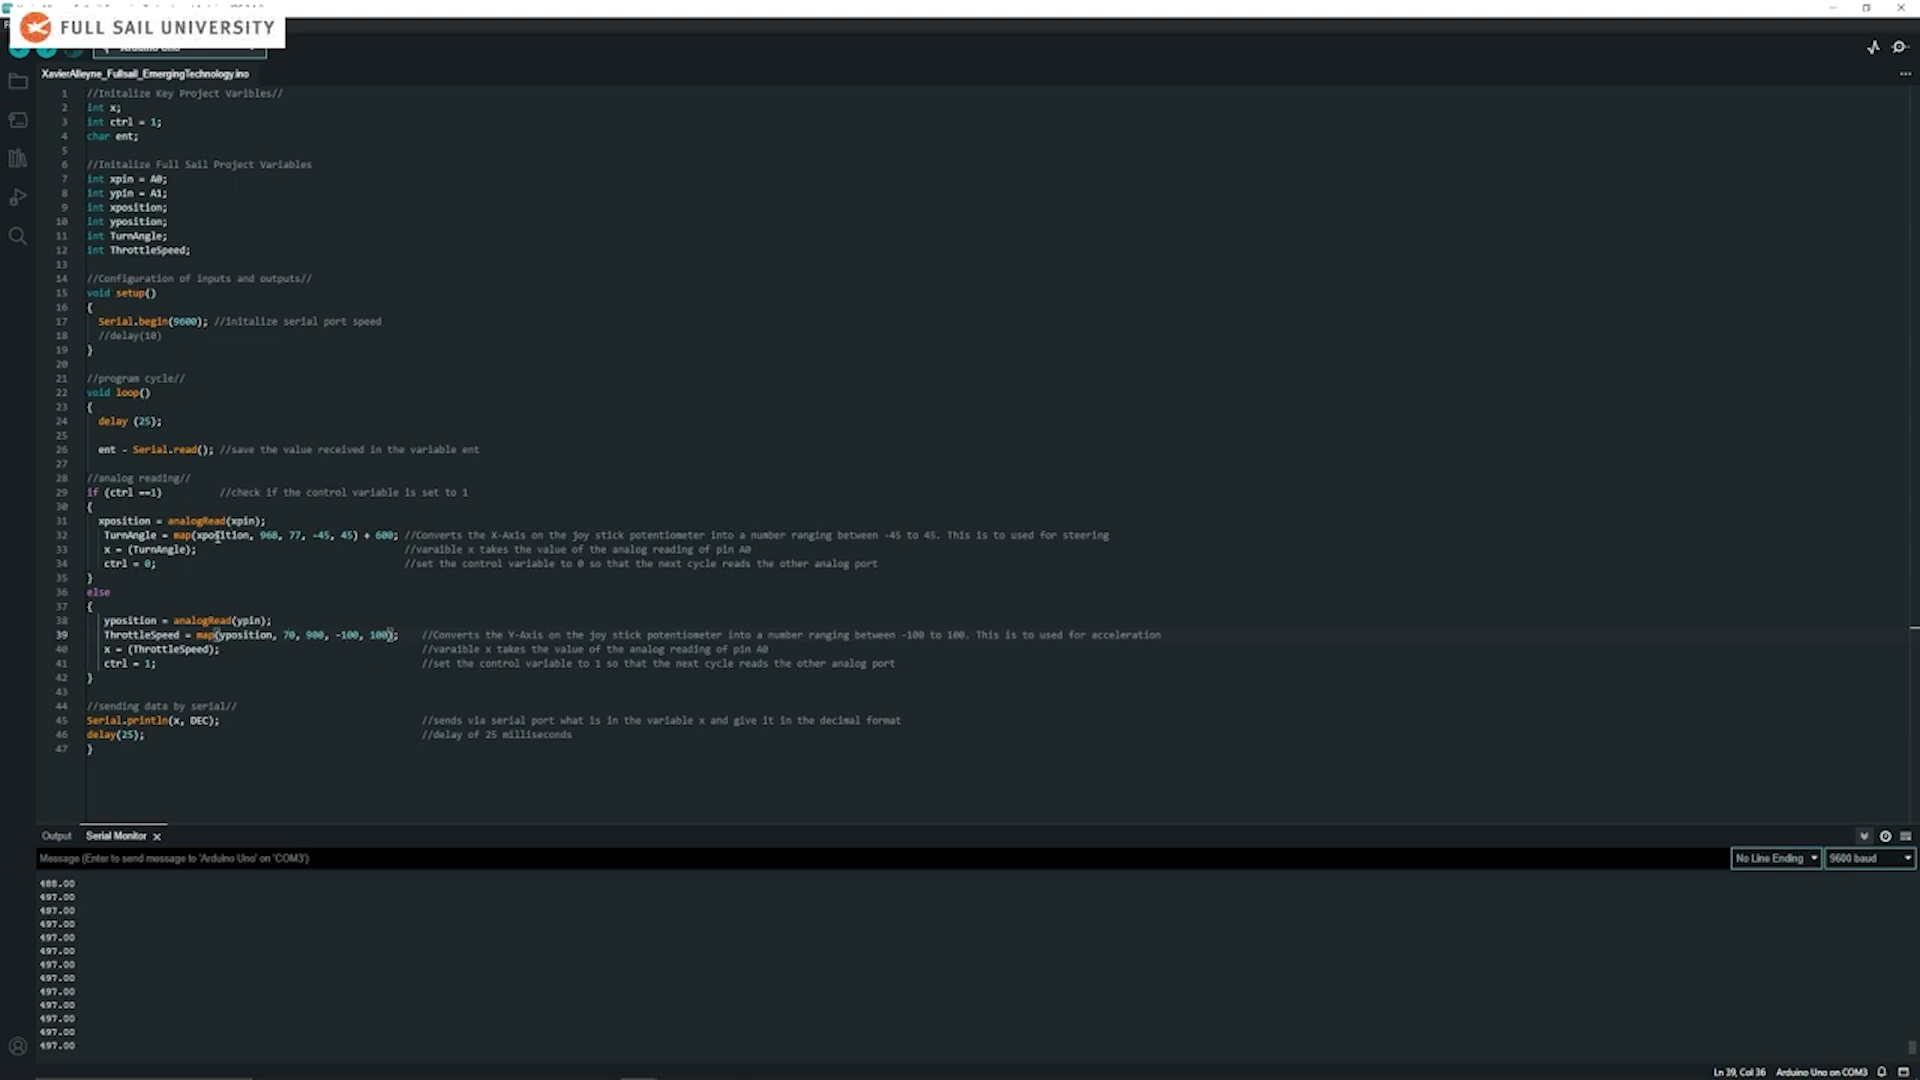 FULL SAIL UNIVERSITY
XavierAlleyne_Fullsail_EmergingTechnology.ino
1 //Initalize Key Project Varibles//
2 int x;
3 int ctrl = 1;
4 char ent;
5
6 //Initalize Full Sail Project Variables
7 int xpin = A0;
8 int ypin = A1;
9 int xposition;
10 int yposition;
11 int TurnAngle;
12 int ThrottleSpeed;
13
14 //Configuration of inputs and outputs//
15 void setup()
16 {
17 Serial.begin(9600); //initalize serial port speed
18 //delay(10)
19 }
20
21 //program cycle//
22 void loop()
23 {
24 delay (25);
25
26 ent - Serial.read(); //save the value received in the variable ent
27
28 //analog reading//
29 if (ctrl ==1) //check if the control variable is set to 1
30 {
31 xposition = analogRead(xpin);
32 TurnAngle = map(xposition, 968, 77, -45, 45) + 600; //Converts the X-Axis on the joy stick potentiometer into a number ranging between -45 to 45. This is to used for steering
33 x = (TurnAngle); //varaible x takes the value of the analog reading of pin A0
34 ctrl = 0; //set the control variable to 0 so that the next cycle reads the other analog port
35 }
36 else
37 {
38 yposition = analogRead(ypin);
39 ThrottleSpeed = map(yposition, 70, 900, -100, 100); //Converts the Y-Axis on the joy stick potentiometer into a number ranging between -100 to 100. This is to used for acceleration
40 x = (ThrottleSpeed); //varaible x takes the value of the analog reading of pin A0
41 ctrl = 1; //set the control variable to 1 so that the next cycle reads the other analog port
42 }
43
44 //sending data by serial//
45 Serial.println(x, DEC); //sends via serial port what is in the variable x and give it in the decimal format
46 delay(25); //delay of 25 milliseconds
47 }
Output Serial Monitor x
Message (Enter to send message to 'Arduino Uno' on 'COM3')
No Line Ending 9600 baud
488.00
497.00
497.00
497.00
497.00
497.00
497.00
497.00
497.00
497.00
497.00
497.00
497.00
Ln 39, Col 36 Arduino Uno on COM3